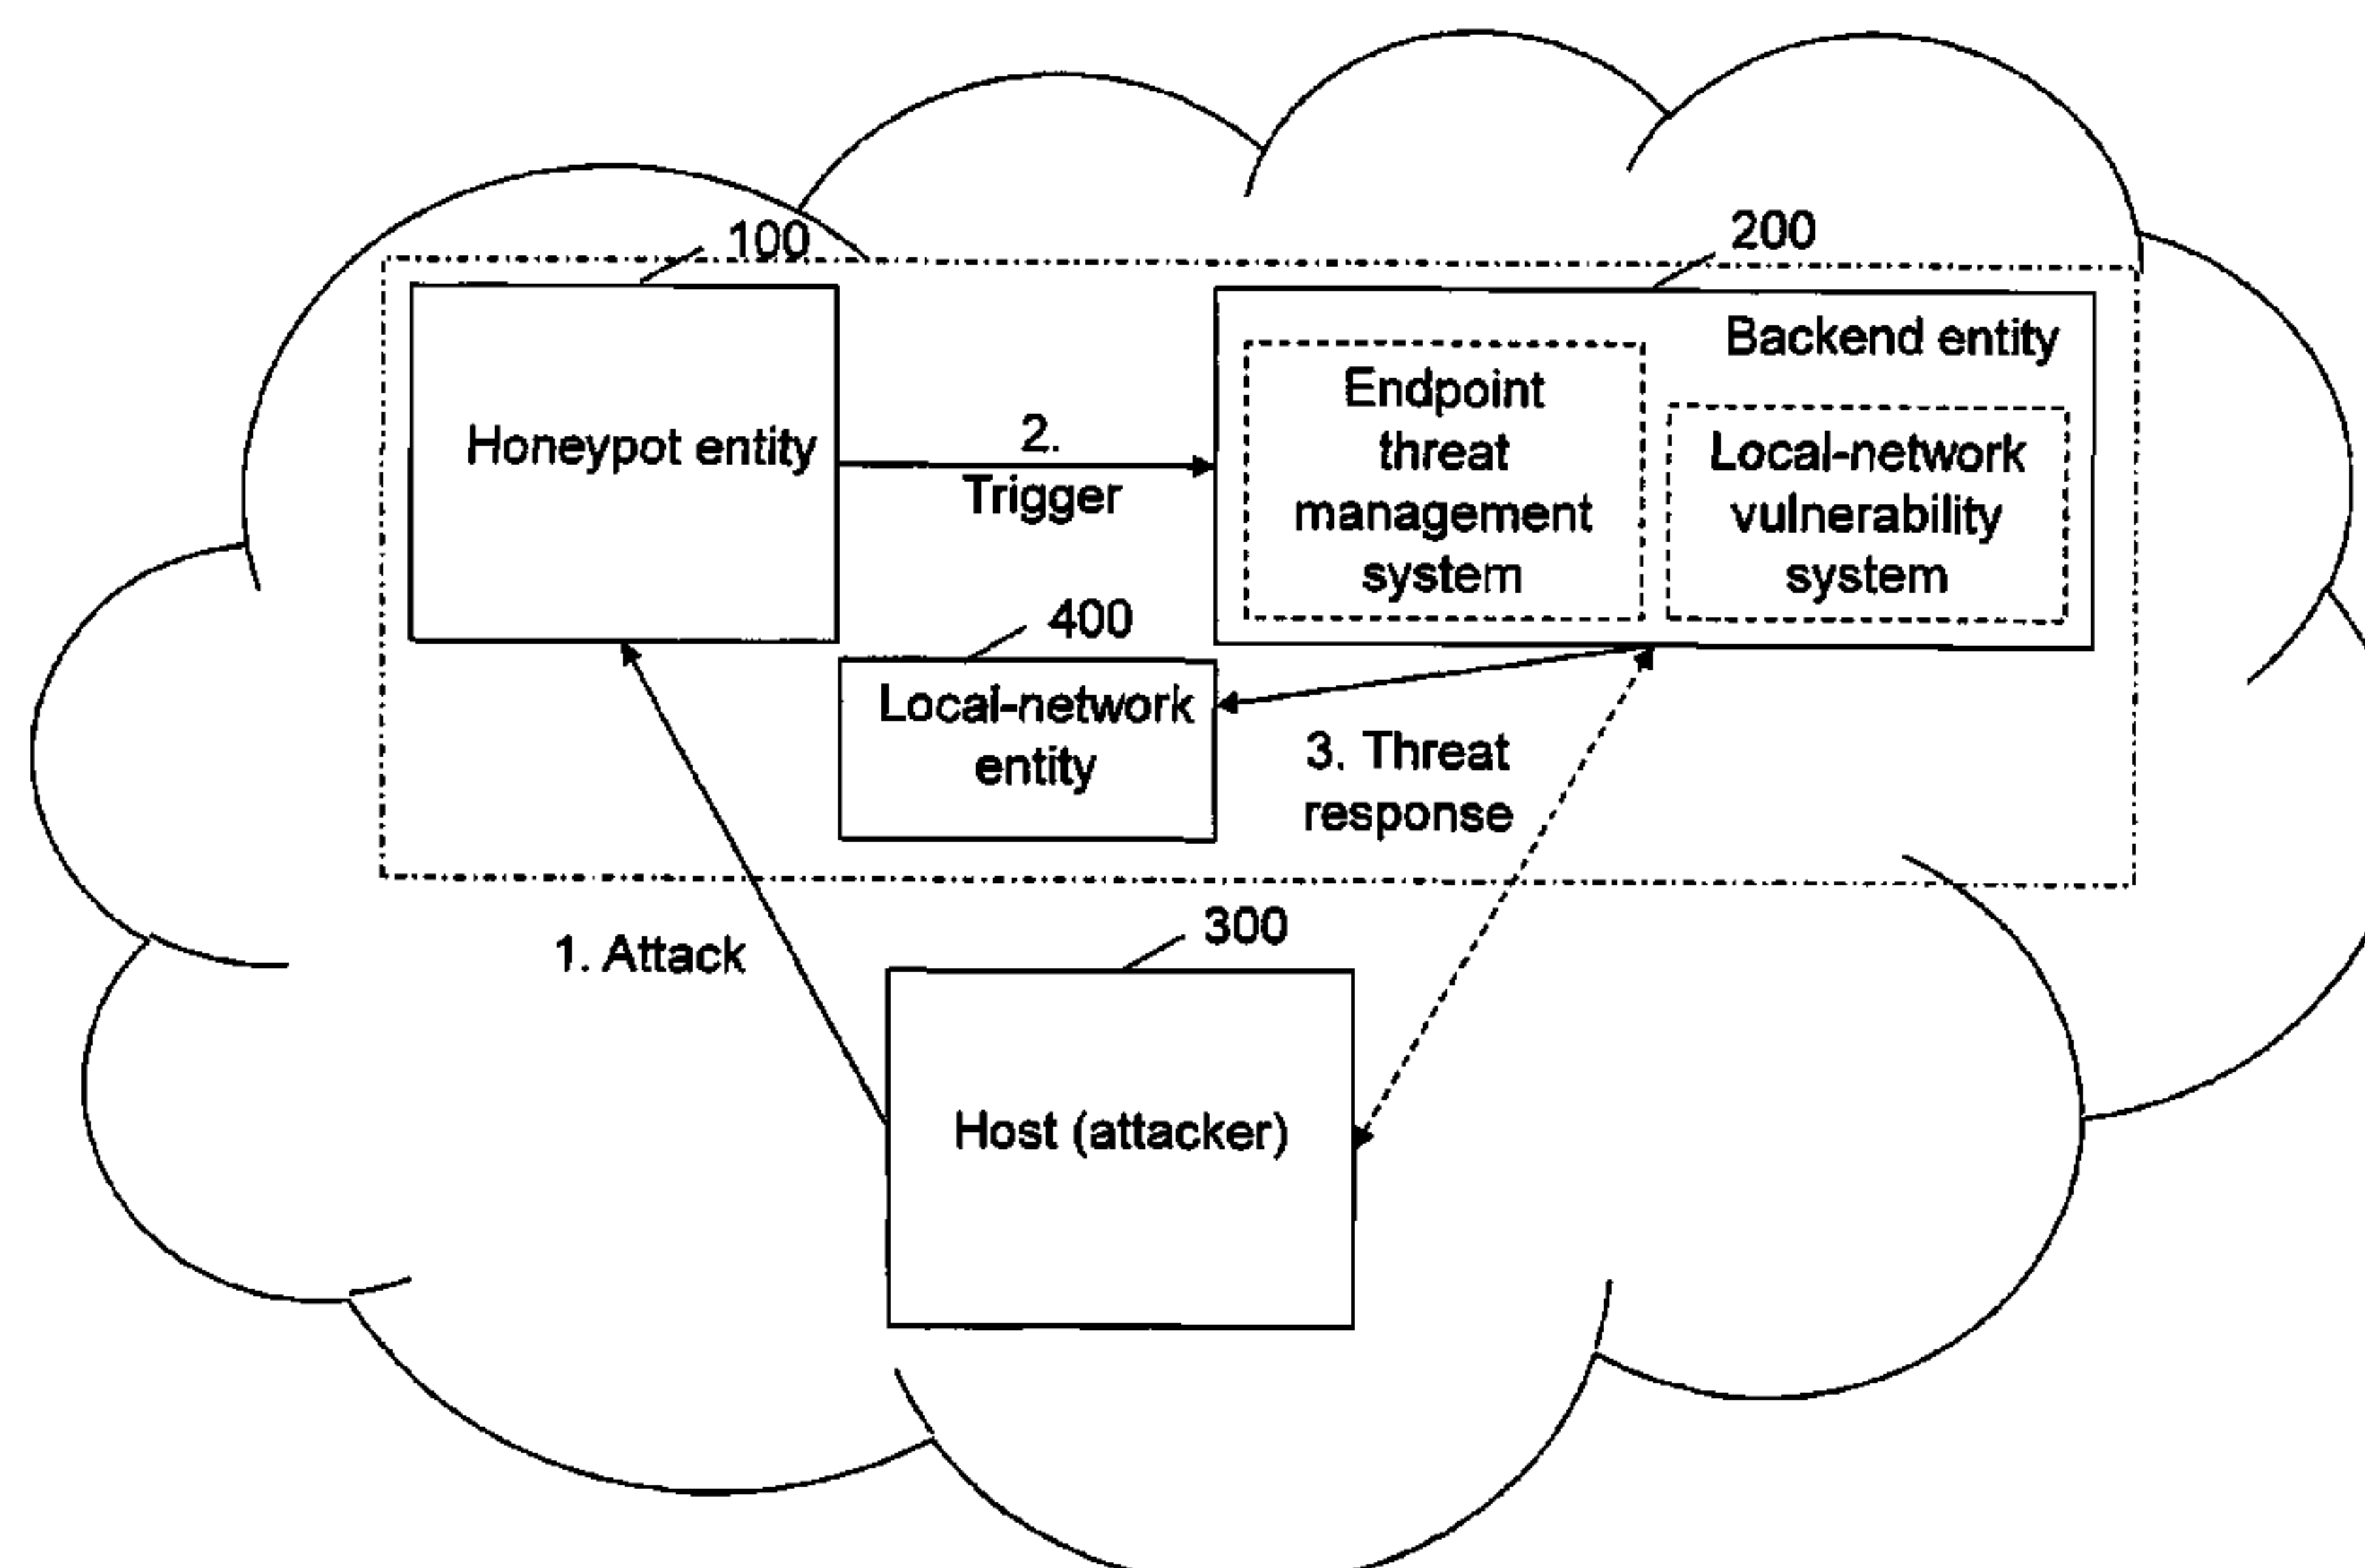 100
200
Honeypot entity
2.
Trigger
Backend entity
Endpoint
threat
management
system
Local-network
vulnerability
system
400
Local-network
entity
3. Threat
response
1. Attack
300
Host (attacker)